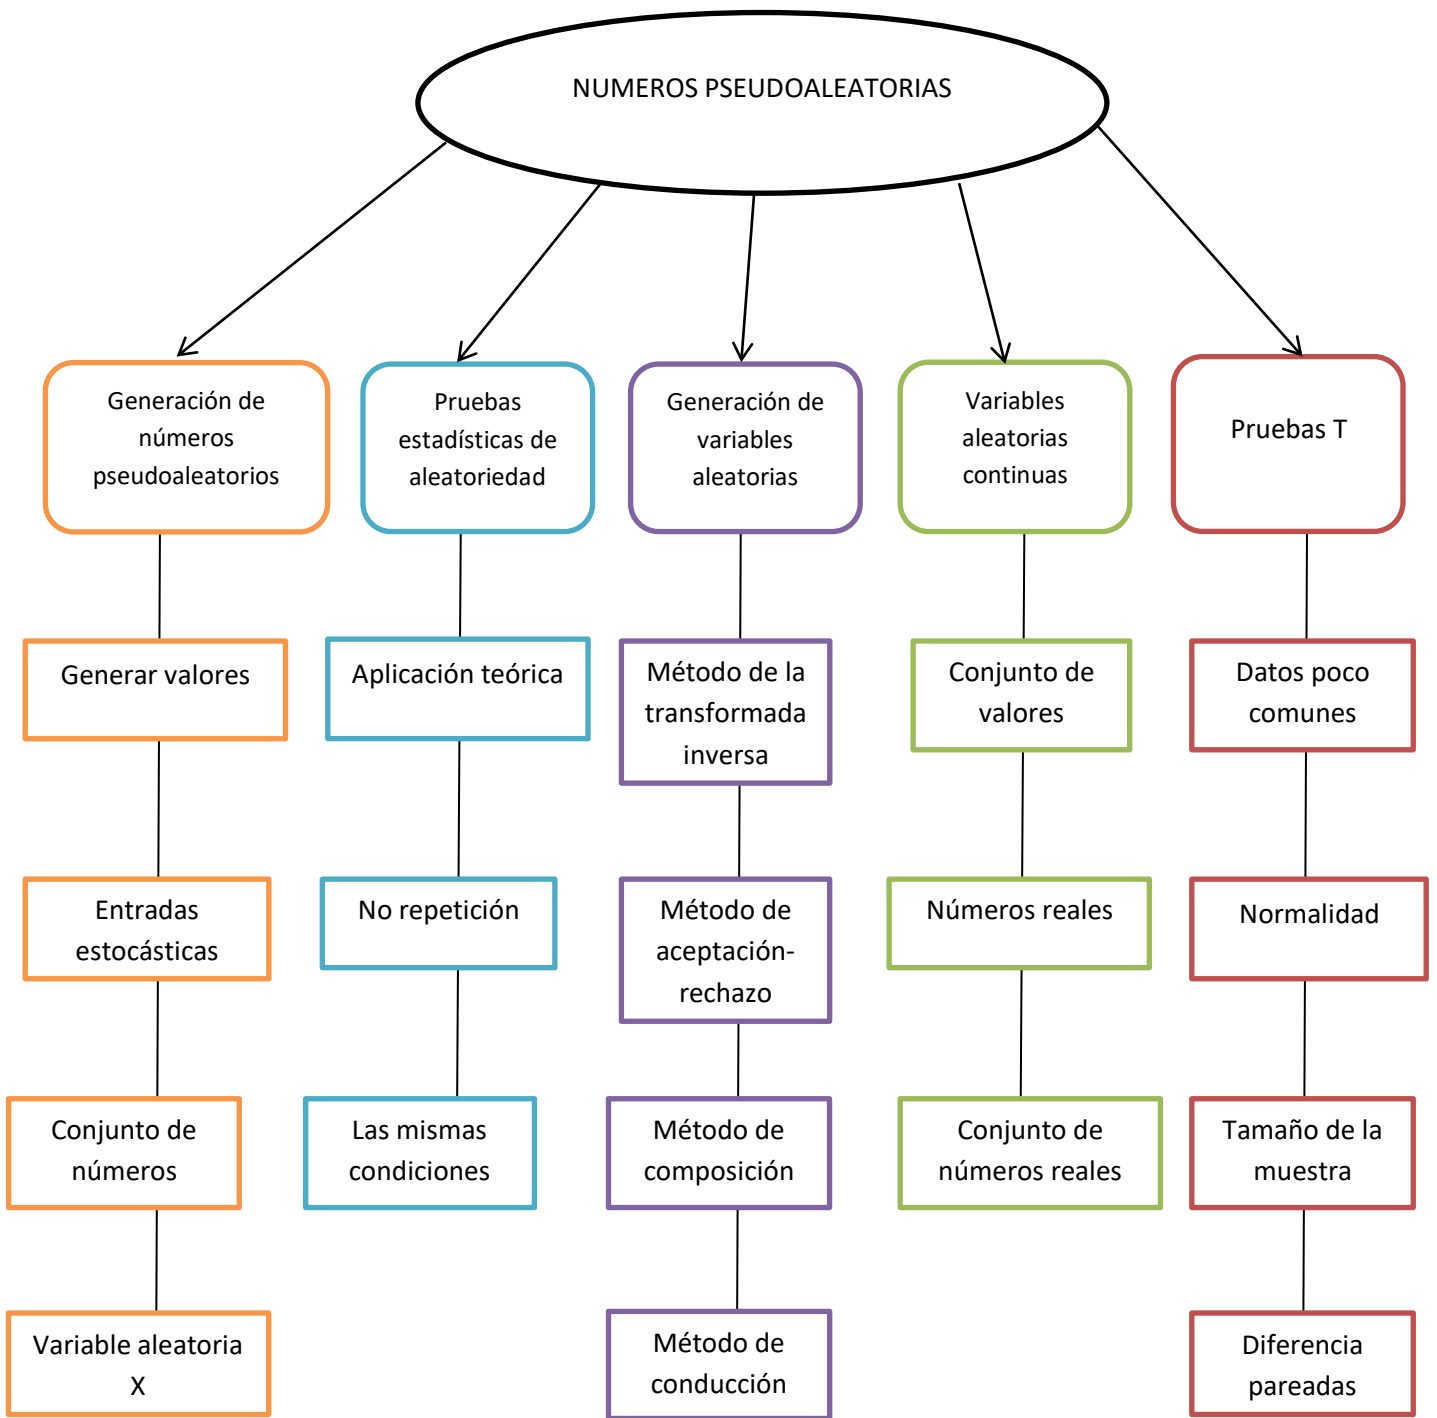 NUMEROS PSEUDOALEATORIAS
Generación de
números
pseudoaleatorios
Pruebas
estadísticas de
aleatoriedad
Generación de
variables
aleatorias
Variables
aleatorias
continuas
Pruebas T
Generar valores
Aplicación teórica
Método de la
transformada
inversa
Conjunto de
valores
Datos poco
comunes
Entradas
estocásticas
No repetición
Método de
aceptación-
rechazo
Números reales
Normalidad
Conjunto de
números
Las mismas
condiciones
Método de
composición
Conjunto de
números reales
Tamaño de la
muestra
Variable aleatoria
X
Método de
conducción
Diferencia
pareadas